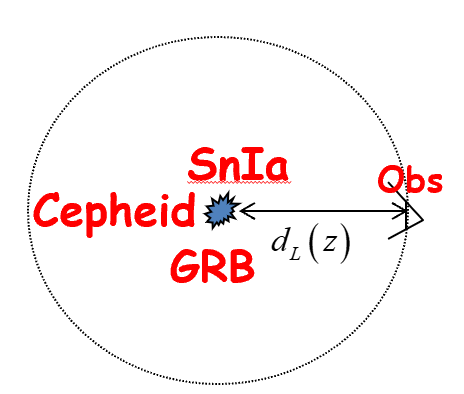 SnIa
Obs
Cepheid
d_L(z)
GRB